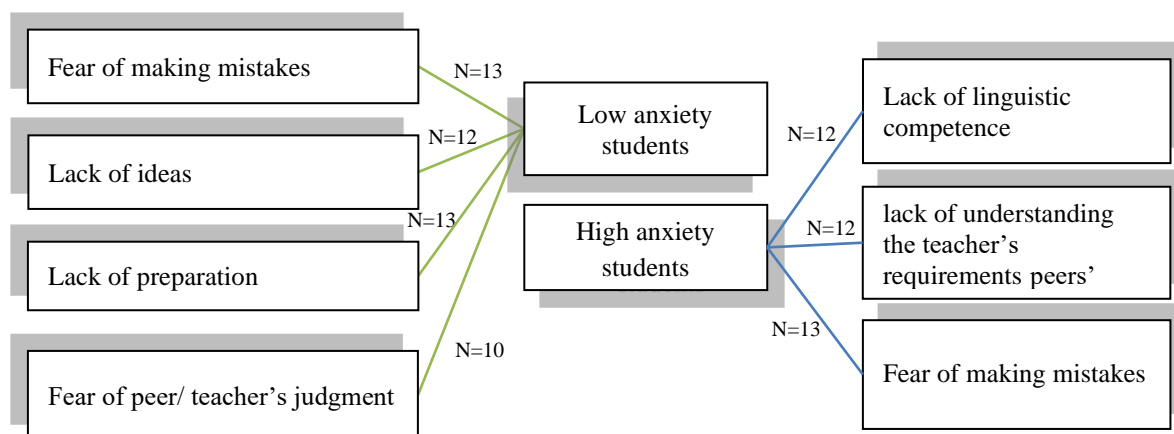 Fear of making mistakes
N=13
Lack of ideas
N=12
Lack of preparation
N=13
Fear of peer/ teacher’s judgment
N=10
Low anxiety
students
High anxiety
students
N=12
Lack of linguistic
competence
N=12
lack of understanding
the teacher’s
requirements peers’
N=13
Fear of making mistakes